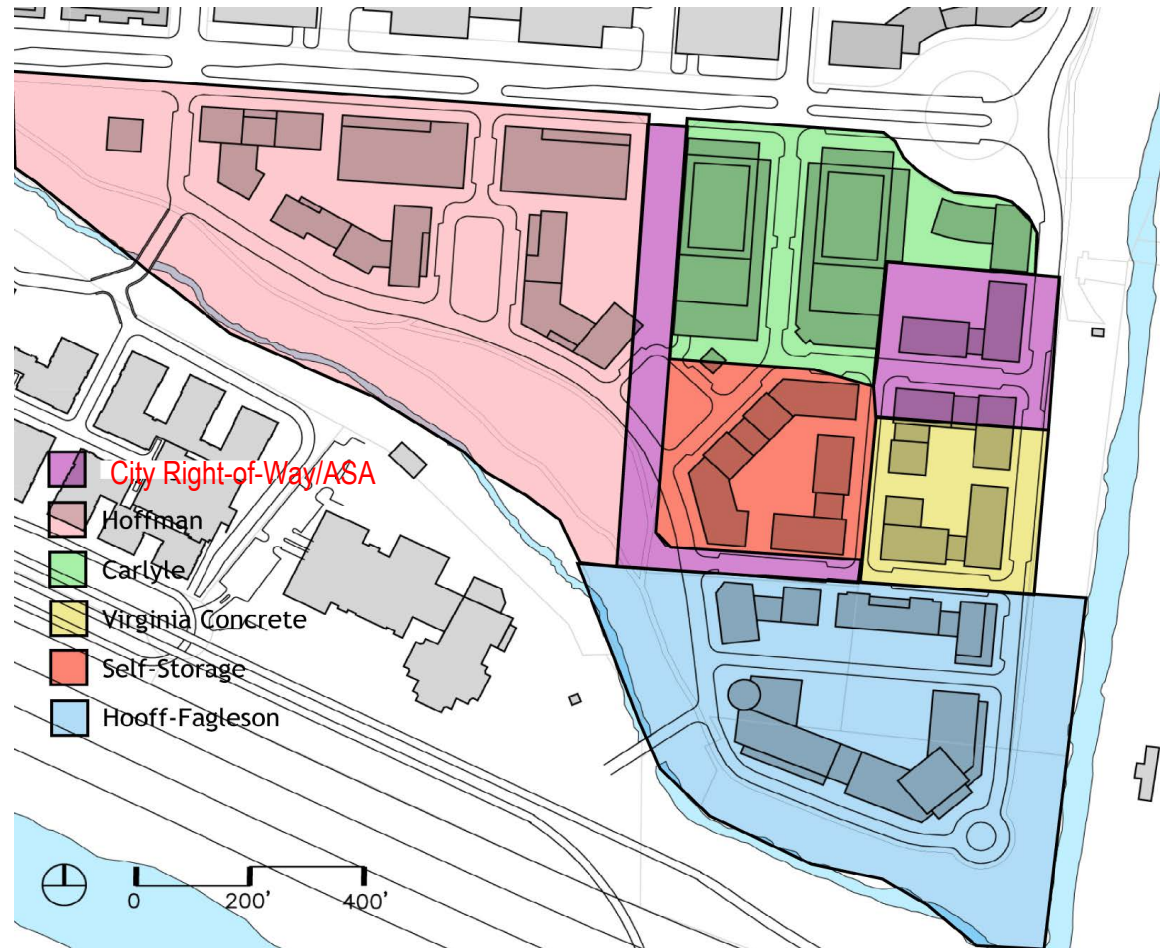 City Right-of-Way/ASA
Hoffman
Carlyle
Virginia Concrete
Self-Storage
Hooff-Fagleson
0 200' 400'